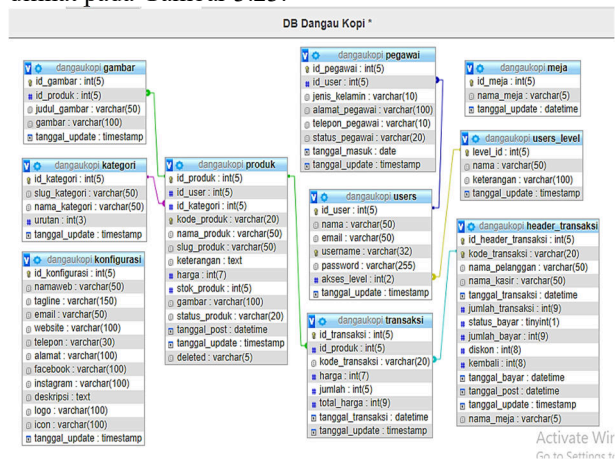 DB Dangau Kopi *
dangaukopi gambar
id_gambar : int(5)
id_produk : int(5)
judul_gambar : varchar(50)
gambar : varchar(100)
tanggal_update : timestamp
dangaukopi kategori
id_kategori : int(5)
slug_kategori : varchar(50)
nama_kategori : varchar(50)
urutan : int(3)
tanggal_update : timestamp
dangaukopi konfigurasi
id_konfigurasi : int(5)
namaweb : varchar(50)
tagline : varchar(150)
email : varchar(50)
website : varchar(100)
telepon : varchar(30)
alamat : varchar(100)
facebook : varchar(100)
instagram : varchar(100)
deskripsi : text
logo : varchar(100)
icon : varchar(100)
tanggal_update : timestamp
dangaukopi produk
id_produk : int(5)
id_user : int(5)
id_kategori : int(5)
kode_produk : varchar(20)
nama_produk : varchar(50)
slug_produk : varchar(50)
keterangan : text
harga : int(7)
stok_produk : int(5)
gambar : varchar(100)
status_produk : varchar(20)
tanggal_post : datetime
tanggal_update : timestamp
deleted : varchar(5)
dangaukopi pegawai
id_pegawai : int(5)
id_user : int(5)
jenis_kelamin : varchar(10)
alamat_pegawai : varchar(100)
telepon_pegawai : varchar(10)
status_pegawai : varchar(20)
tanggal_masuk : date
tanggal_update : timestamp
dangaukopi users
id_user : int(5)
nama : varchar(50)
email : varchar(50)
username : varchar(32)
password : varchar(255)
akses_level : int(2)
tanggal_update : timestamp
dangaukopi transaksi
id_transaksi : int(5)
id_produk : int(5)
kode_transaksi : varchar(20)
harga : int(7)
jumlah : int(5)
total_harga : int(9)
tanggal_transaksi : datetime
tanggal_update : timestamp
dangaukopi meja
id_meja : int(5)
nama_meja : varchar(5)
tanggal_update : datetime
dangaukopi users_level
level_id : int(5)
nama : varchar(50)
keterangan : varchar(100)
tanggal_update : timestamp
dangaukopi header_transaksi
id_header_transaksi : int(5)
kode_transaksi : varchar(20)
nama_pelanggan : varchar(50)
nama_kasir : varchar(50)
tanggal_transaksi : datetime
jumlah_transaksi : int(9)
status_bayar : tinyint(1)
jumlah_bayar : int(9)
diskon : int(8)
kembali : int(8)
tanggal_bayar : datetime
tanggal_post : datetime
tanggal_update : timestamp
nama_meja : varchar(5)
Activate Win
Go to Settings to